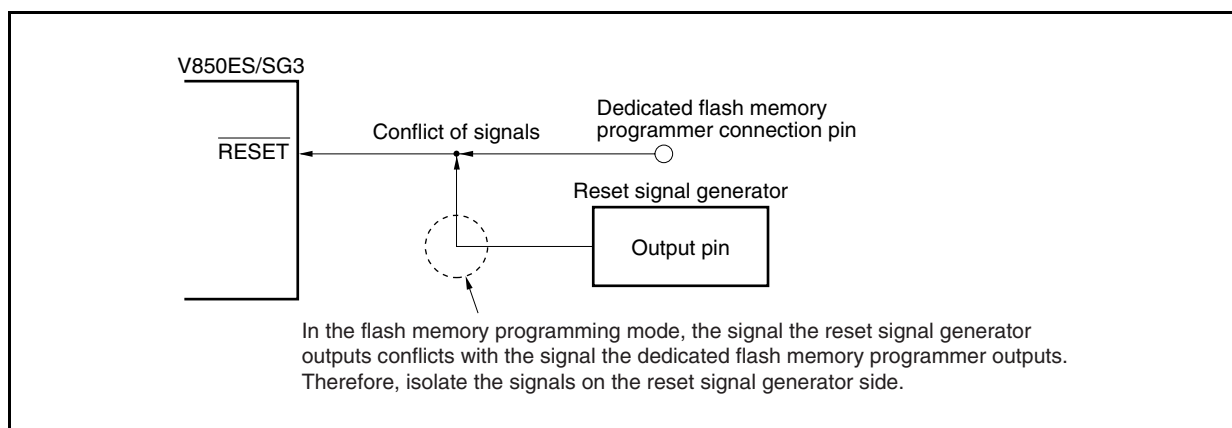 V850ES/SG3
Dedicated flash memory
programmer connection pin
Conflict of signals
RESET
Reset signal generator
Output pin
In the flash memory programming mode, the signal the reset signal generator
outputs conflicts with the signal the dedicated flash memory programmer outputs.
Therefore, isolate the signals on the reset signal generator side.